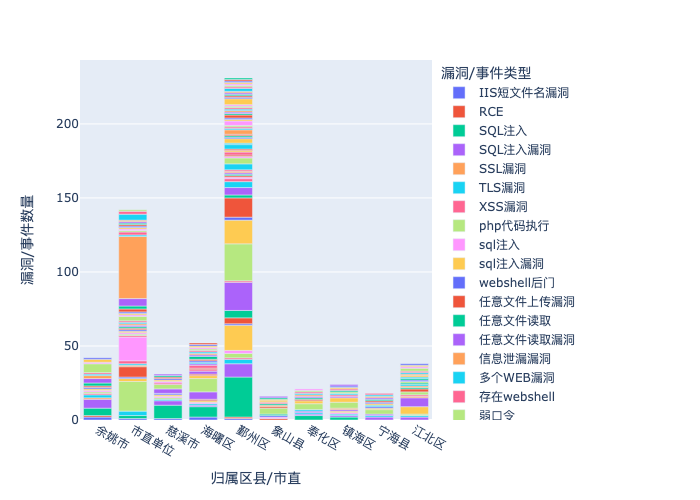 漏洞/事件类型
IIS短文件名漏洞
RCE
SQL注入
SQL注入漏洞
SSL漏洞
TLS漏洞
XSS漏洞
php代码执行
sql注入
sql注入漏洞
webshell后门
任意文件上传漏洞
任意文件读取
任意文件读取漏洞
信息泄漏漏洞
多个WEB漏洞
存在webshell
弱口令
漏洞/事件数量
200
150
100
50
0
余姚市
市直单位
慈溪市
海曙区
鄞州区
象山县
奉化区
镇海区
宁海县
江北区
归属区县/市直